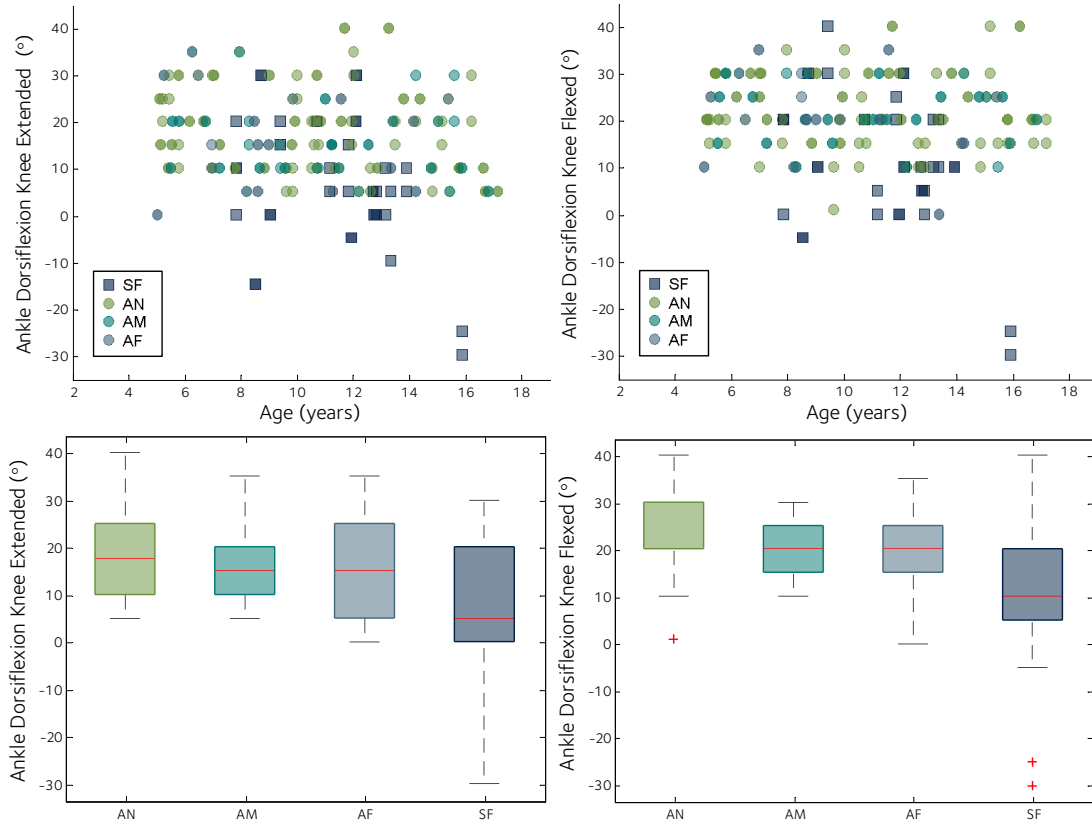 Ankle Dorsiflexion Knee Extended (°)
40
30
20
10
0
-10
-20
-30
SF
AN
AM
AF
2
4
6
8
10
12
14
16
18
Age (years)
Ankle Dorsiflexion Knee Flexed (°)
40
30
20
10
0
-10
-20
-30
SF
AN
AM
AF
2
4
6
8
10
12
14
16
18
Age (years)
Ankle Dorsiflexion Knee Extended (°)
40
30
20
10
0
-10
-20
-30
AN
AM
AF
SF
Ankle Dorsiflexion Knee Flexed (°)
40
30
20
10
0
-10
-20
-30
AN
AM
AF
SF